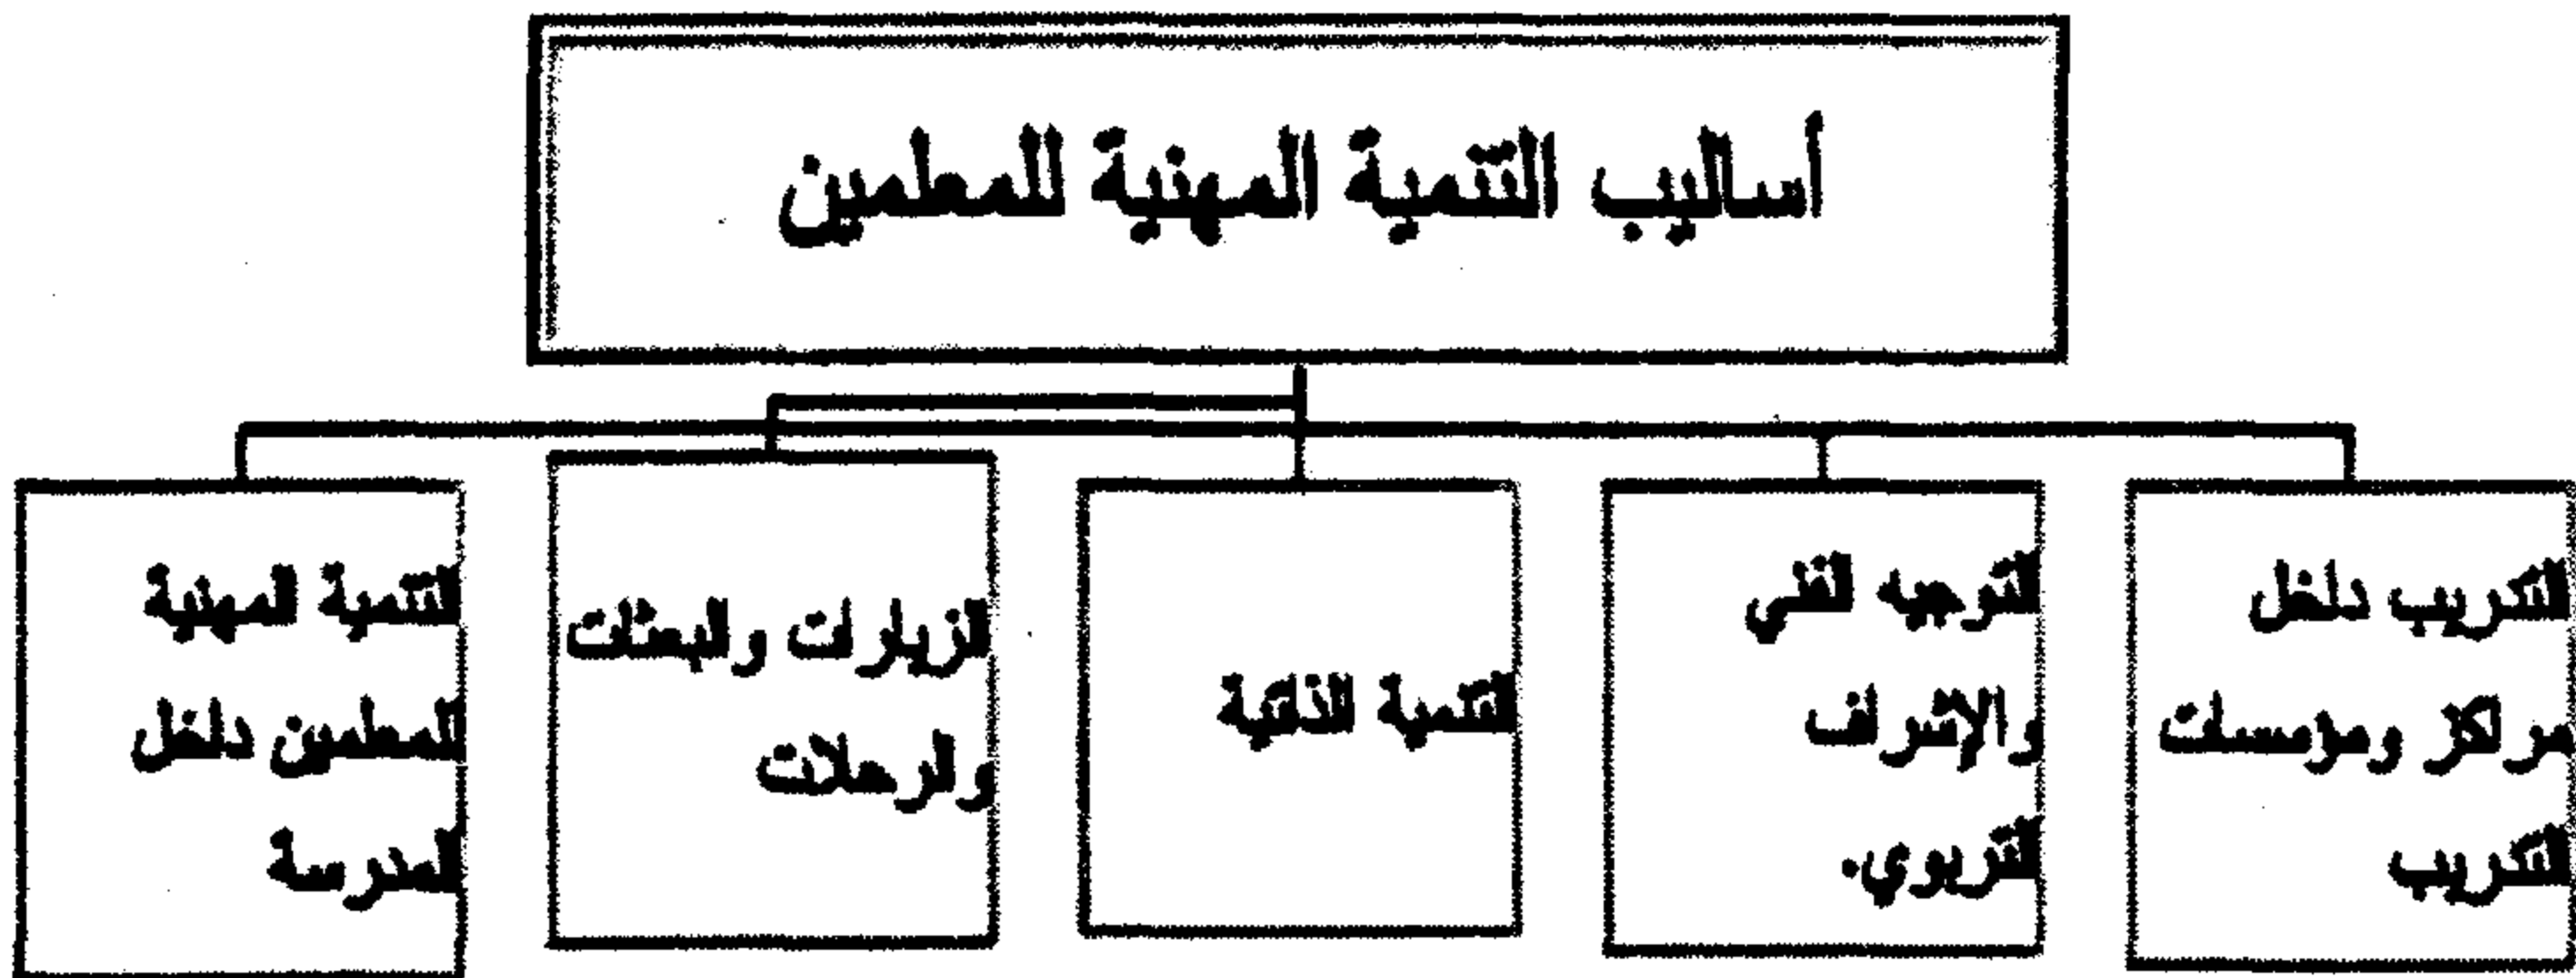 أساليب التنمية المهنية للمعلمين
التدريب داخل
مراكز ومؤسسات
التدريب
التوجيه الفني
والإشراف
التربوي.
التنمية الذاتية
الزيارات والبعثات
والرحلات
التنمية المهنية
للمعلمين داخل
المدرسة